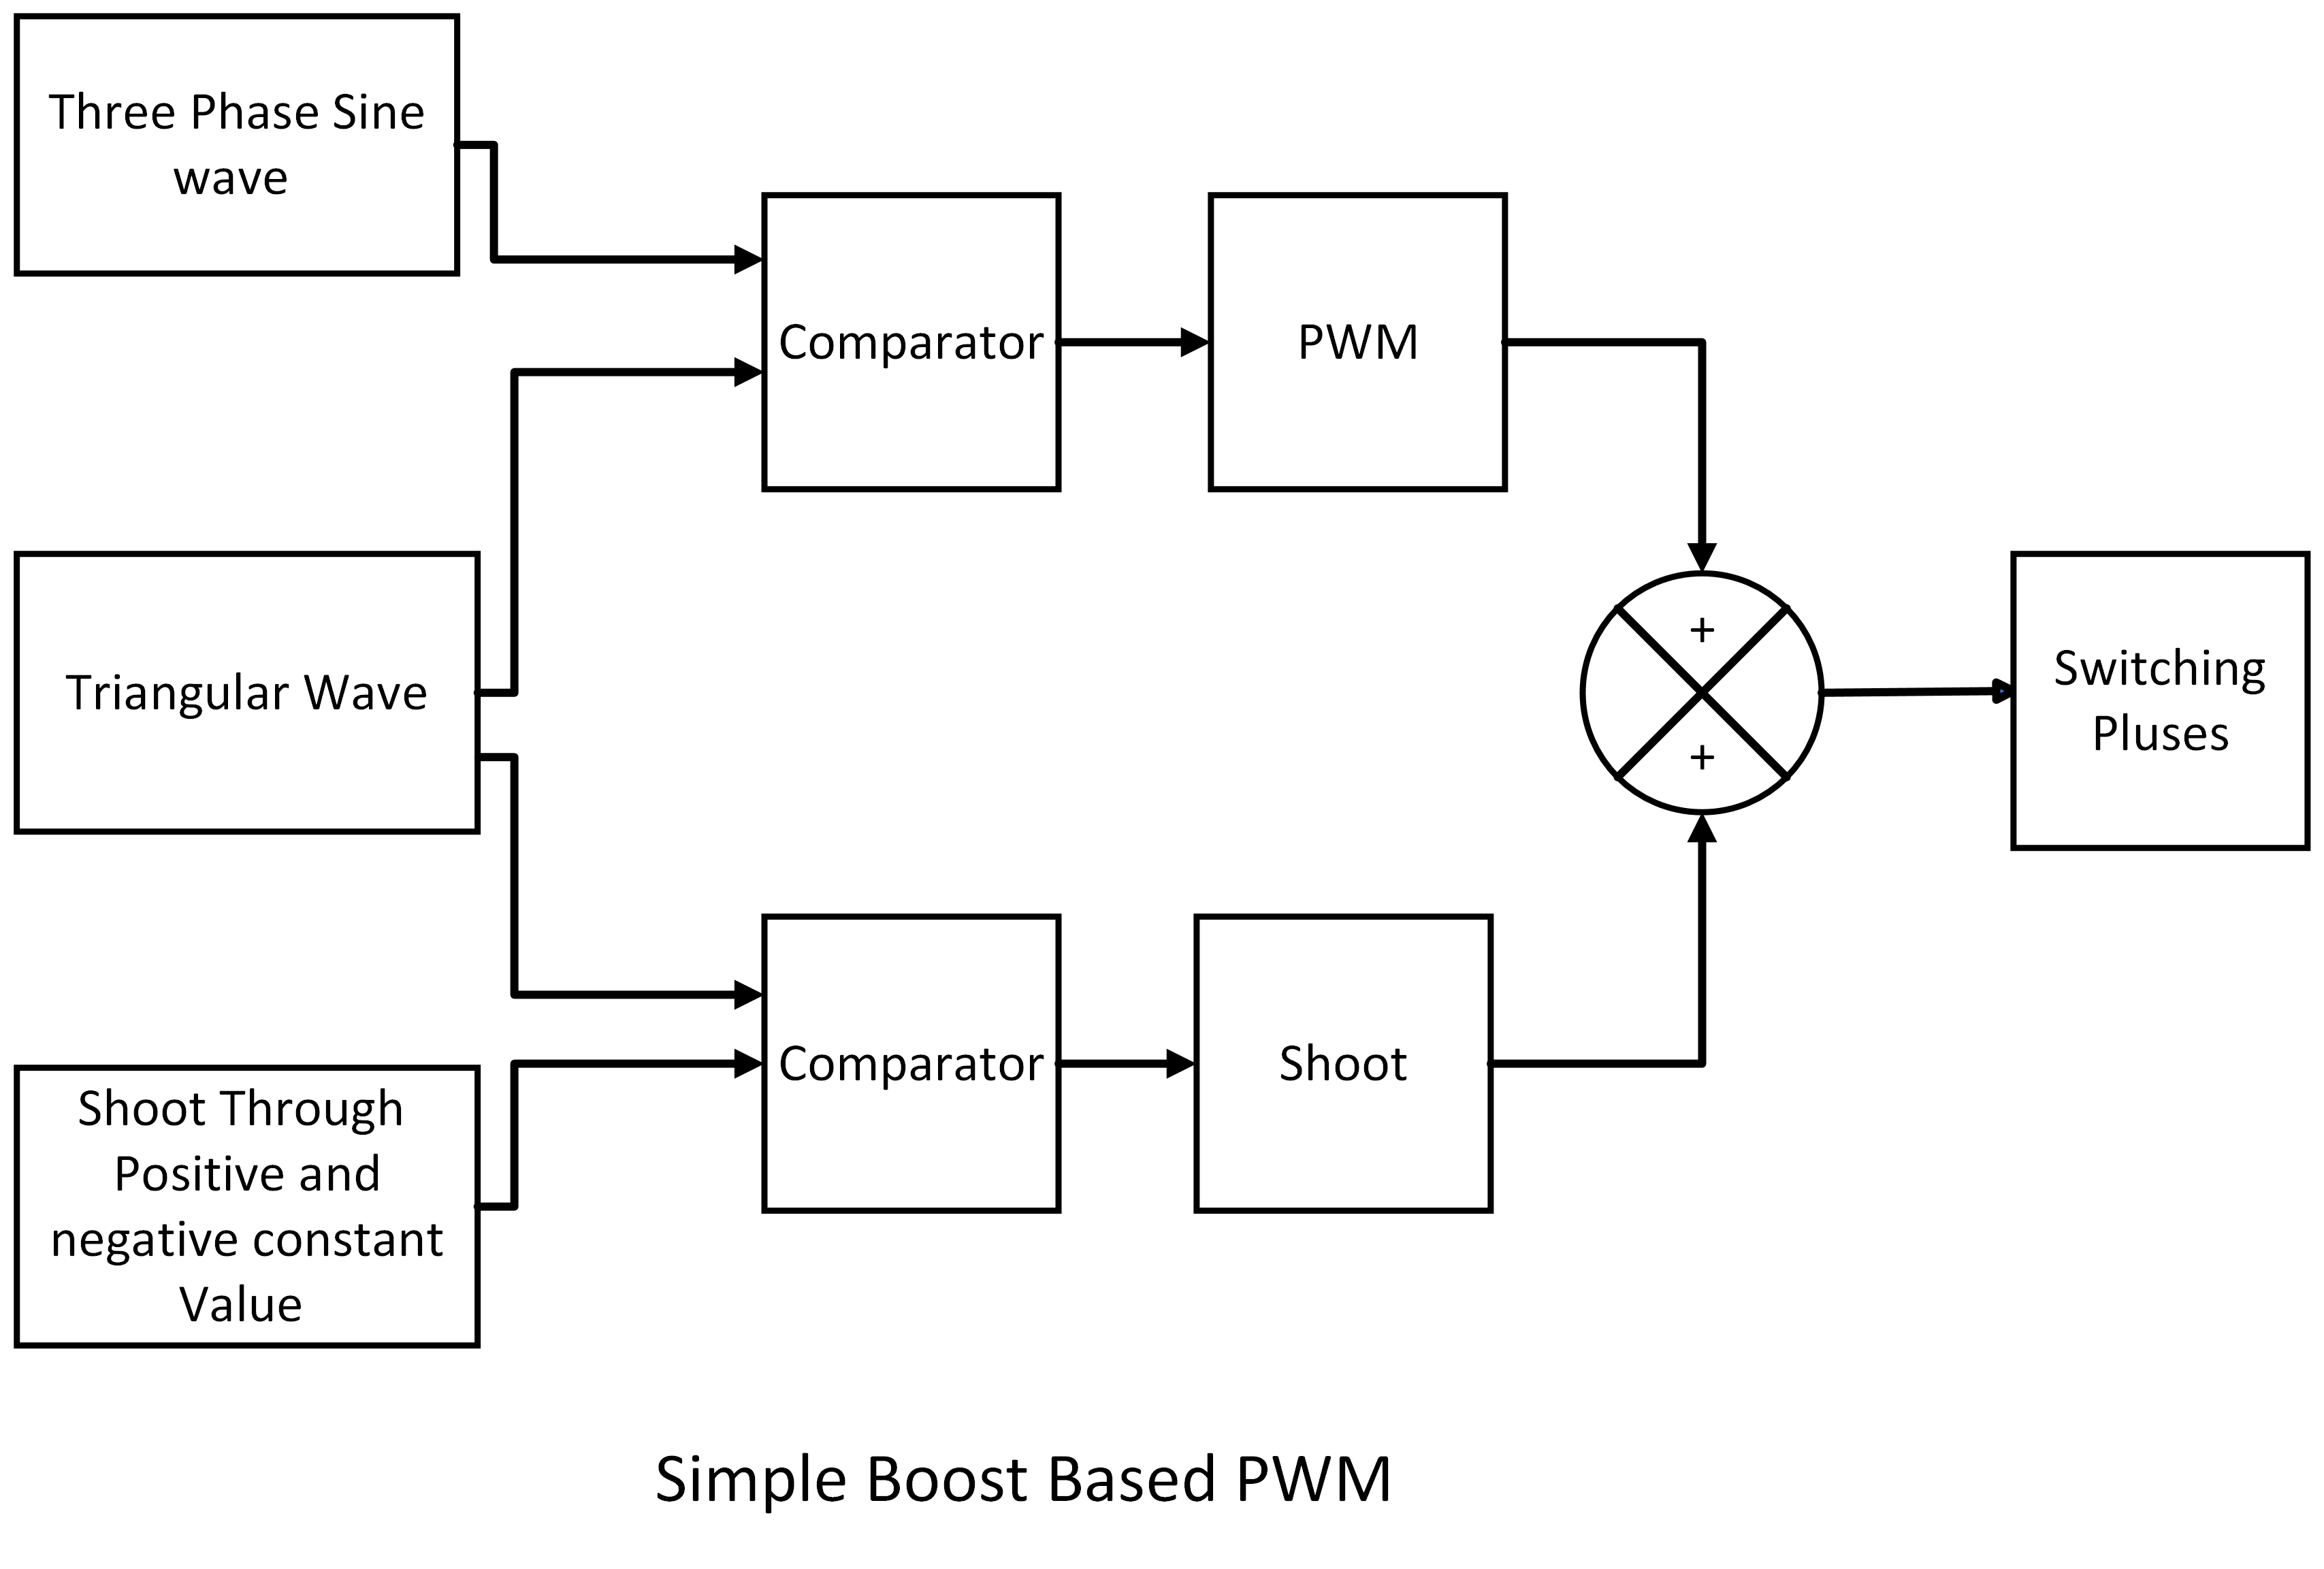 Three Phase Sine
wave
Comparator
PWM
Triangular Wave
+
+
Switching
Pluses
Shoot Through
Positive and
negative constant
Value
Comparator
Shoot
Simple Boost Based PWM